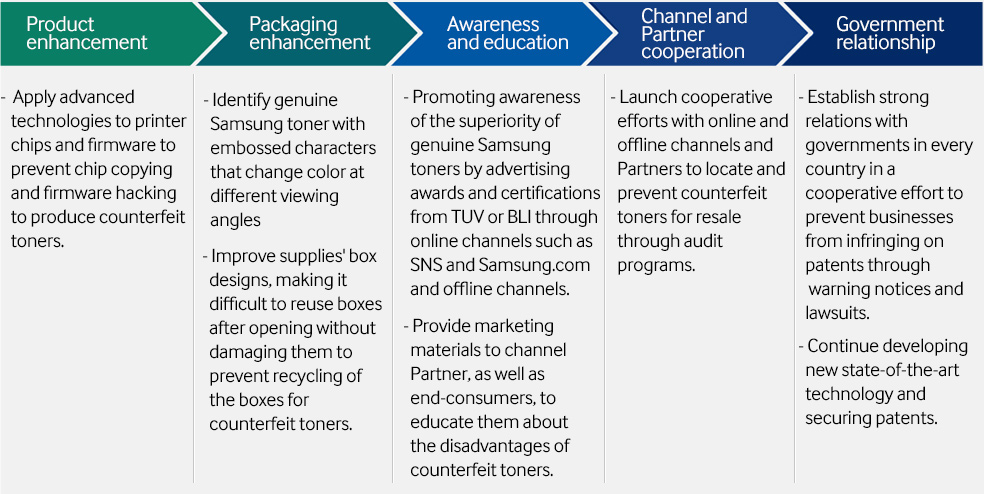 Product
enhancement
Packaging
enhancement
Awareness
and education
Channel and
Partner
cooperation
Government
relationship
- Apply advanced
technologies to printer
chips and firmware to
prevent chip copying
and firmware hacking
to produce counterfeit
toners.
- Identify genuine
Samsung toner with
embossed characters
that change color at
different viewing
angles
- Improve supplies' box
designs, making it
difficult to reuse boxes
after opening without
damaging them to
prevent recycling of
the boxes for
counterfeit toners.
- Promoting awareness
of the superiority of
genuine Samsung
toners by advertising
awards and certifications
from TUV or BLI through
online channels such as
SNS and Samsung.com
and offline channels.
- Provide marketing
materials to channel
Partner, as well as
end-consumers, to
educate them about
the disadvantages of
counterfeit toners.
- Launch cooperative
efforts with online and
offline channels and
Partners to locate and
prevent counterfeit
toners for resale
through audit
programs.
- Establish strong
relations with
governments in every
country in a
cooperative effort to
prevent businesses
from infringing on
patents through
warning notices and
lawsuits.
- Continue developing
new state-of-the-art
technology and
securing patents.